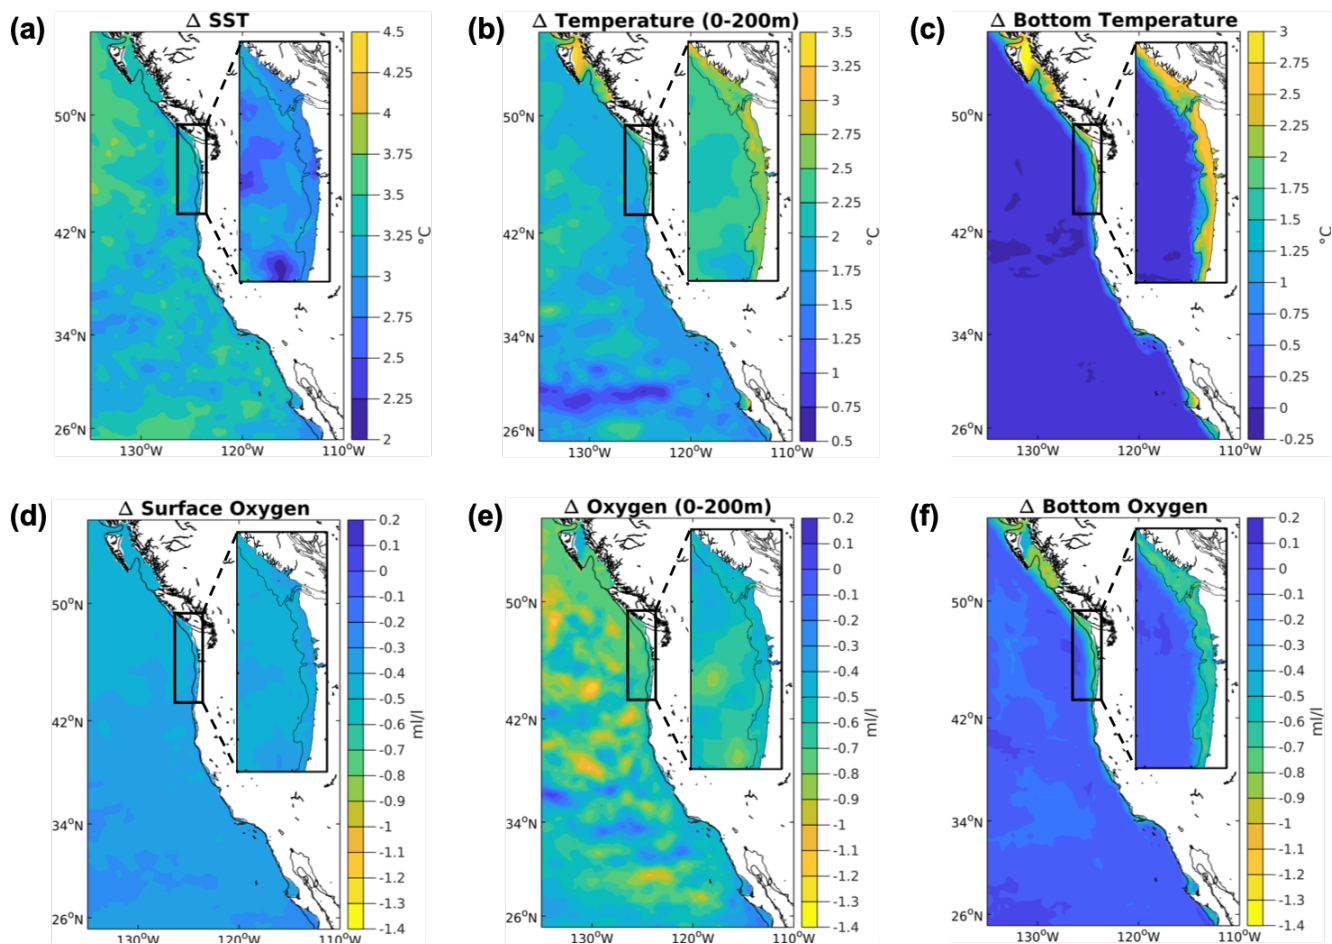 (a)
Δ SST
50°N
42°N
34°N
26°N
130°W
120°W
110°W
4.5
4.25
4
3.75
3.5
3.25
3
2.75
2.5
2.25
2
°C
(b)
Δ Temperature (0-200m)
50°N
42°N
34°N
26°N
130°W
120°W
110°W
3.5
3.25
3
2.75
2.5
2.25
2
1.75
1.5
1.25
1
0.75
0.5
°C
(c)
Δ Bottom Temperature
50°N
42°N
34°N
26°N
130°W
120°W
110°W
3
2.75
2.5
2.25
2
1.75
1.5
1.25
1
0.75
0.5
0.25
0
-0.25
°C
(d)
Δ Surface Oxygen
50°N
42°N
34°N
26°N
130°W
120°W
110°W
0.2
0.1
0
-0.1
-0.2
-0.3
-0.4
-0.5
-0.6
-0.7
-0.8
-0.9
-1
-1.1
-1.2
-1.3
-1.4
ml/l
(e)
Δ Oxygen (0-200m)
50°N
42°N
34°N
26°N
130°W
120°W
110°W
0.2
0.1
0
-0.1
-0.2
-0.3
-0.4
-0.5
-0.6
-0.7
-0.8
-0.9
-1
-1.1
-1.2
-1.3
-1.4
ml/l
(f)
Δ Bottom Oxygen
50°N
42°N
34°N
26°N
130°W
120°W
110°W
0.2
0.1
0
-0.1
-0.2
-0.3
-0.4
-0.5
-0.6
-0.7
-0.8
-0.9
-1
-1.1
-1.2
-1.3
-1.4
ml/l